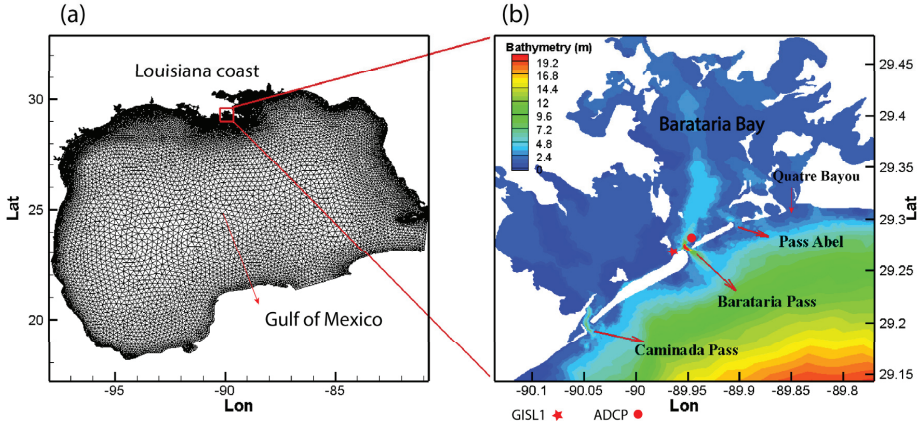 (a)
Louisiana coast
Gulf of Mexico
30
25
20
Lat
-95
-90
-85
Lon
(b)
Bathymetry (m)
19.2
16.8
14.4
12
9.6
7.2
4.8
2.4
0
Barataria Bay
Quatre Bayou
Pass Abel
Barataria Pass
Caminada Pass
29.45
29.4
29.35
29.3
29.25
29.2
29.15
Lat
-90.1
-90.05
-90
-89.95
-89.9
-89.85
-89.8
Lon
GISL1
ADCP